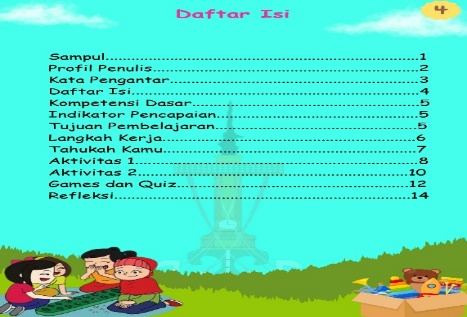 Daftar Isi
4
Sampul.......................................................1
Profil Penulis................................................2
Kata Pengantar.............................................3
Daftar Isi....................................................4
Kompetensi Dasar.........................................5
Indikator Pencapaian.....................................5
Tujuan Pembelajaran.....................................5
Langkah Kerja..............................................6
Tahukah Kamu.............................................7
Aktivitas 1...................................................8
Aktivitas 2.................................................10
Games dan Quiz..........................................12
Refleksi.....................................................14